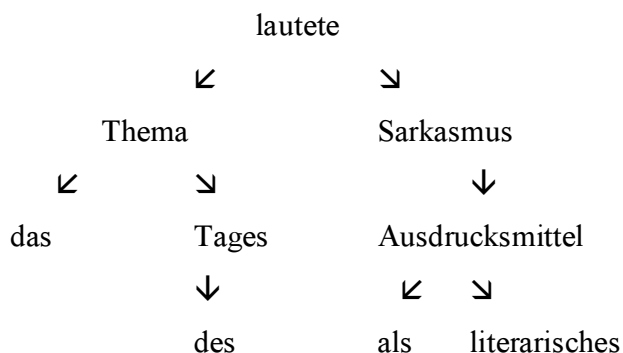 lautete
Thema Sarkasmus
das Tages Ausdrucksmittel
des als literarisches